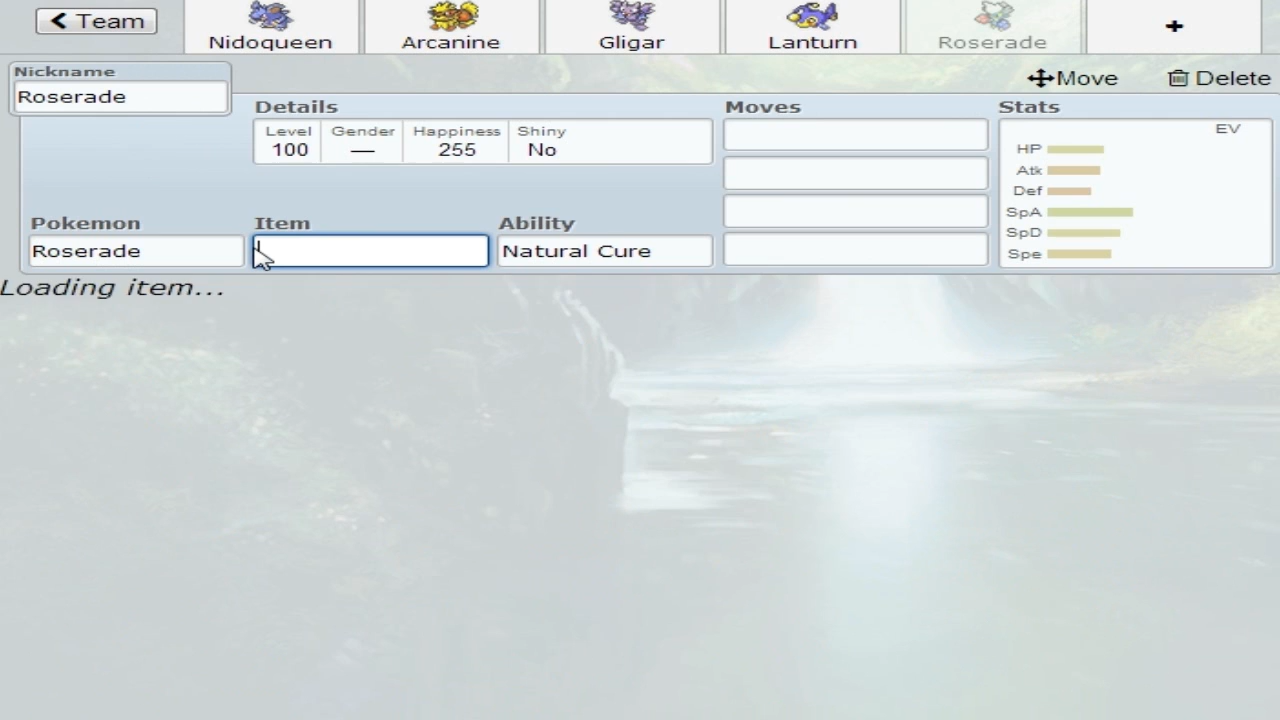 Team
Nidoqueen
Arcanine
Gligar
Lanturn
Roserade
+
Nickname
Roserade
Move
Delete
Details
Level
100
Gender
—
Happiness
255
Shiny
No
Pokemon
Roserade
Item
Ability
Natural Cure
Moves
Stats
EV
HP
Atk
Def
SpA
SpD
Spe
Loading item...